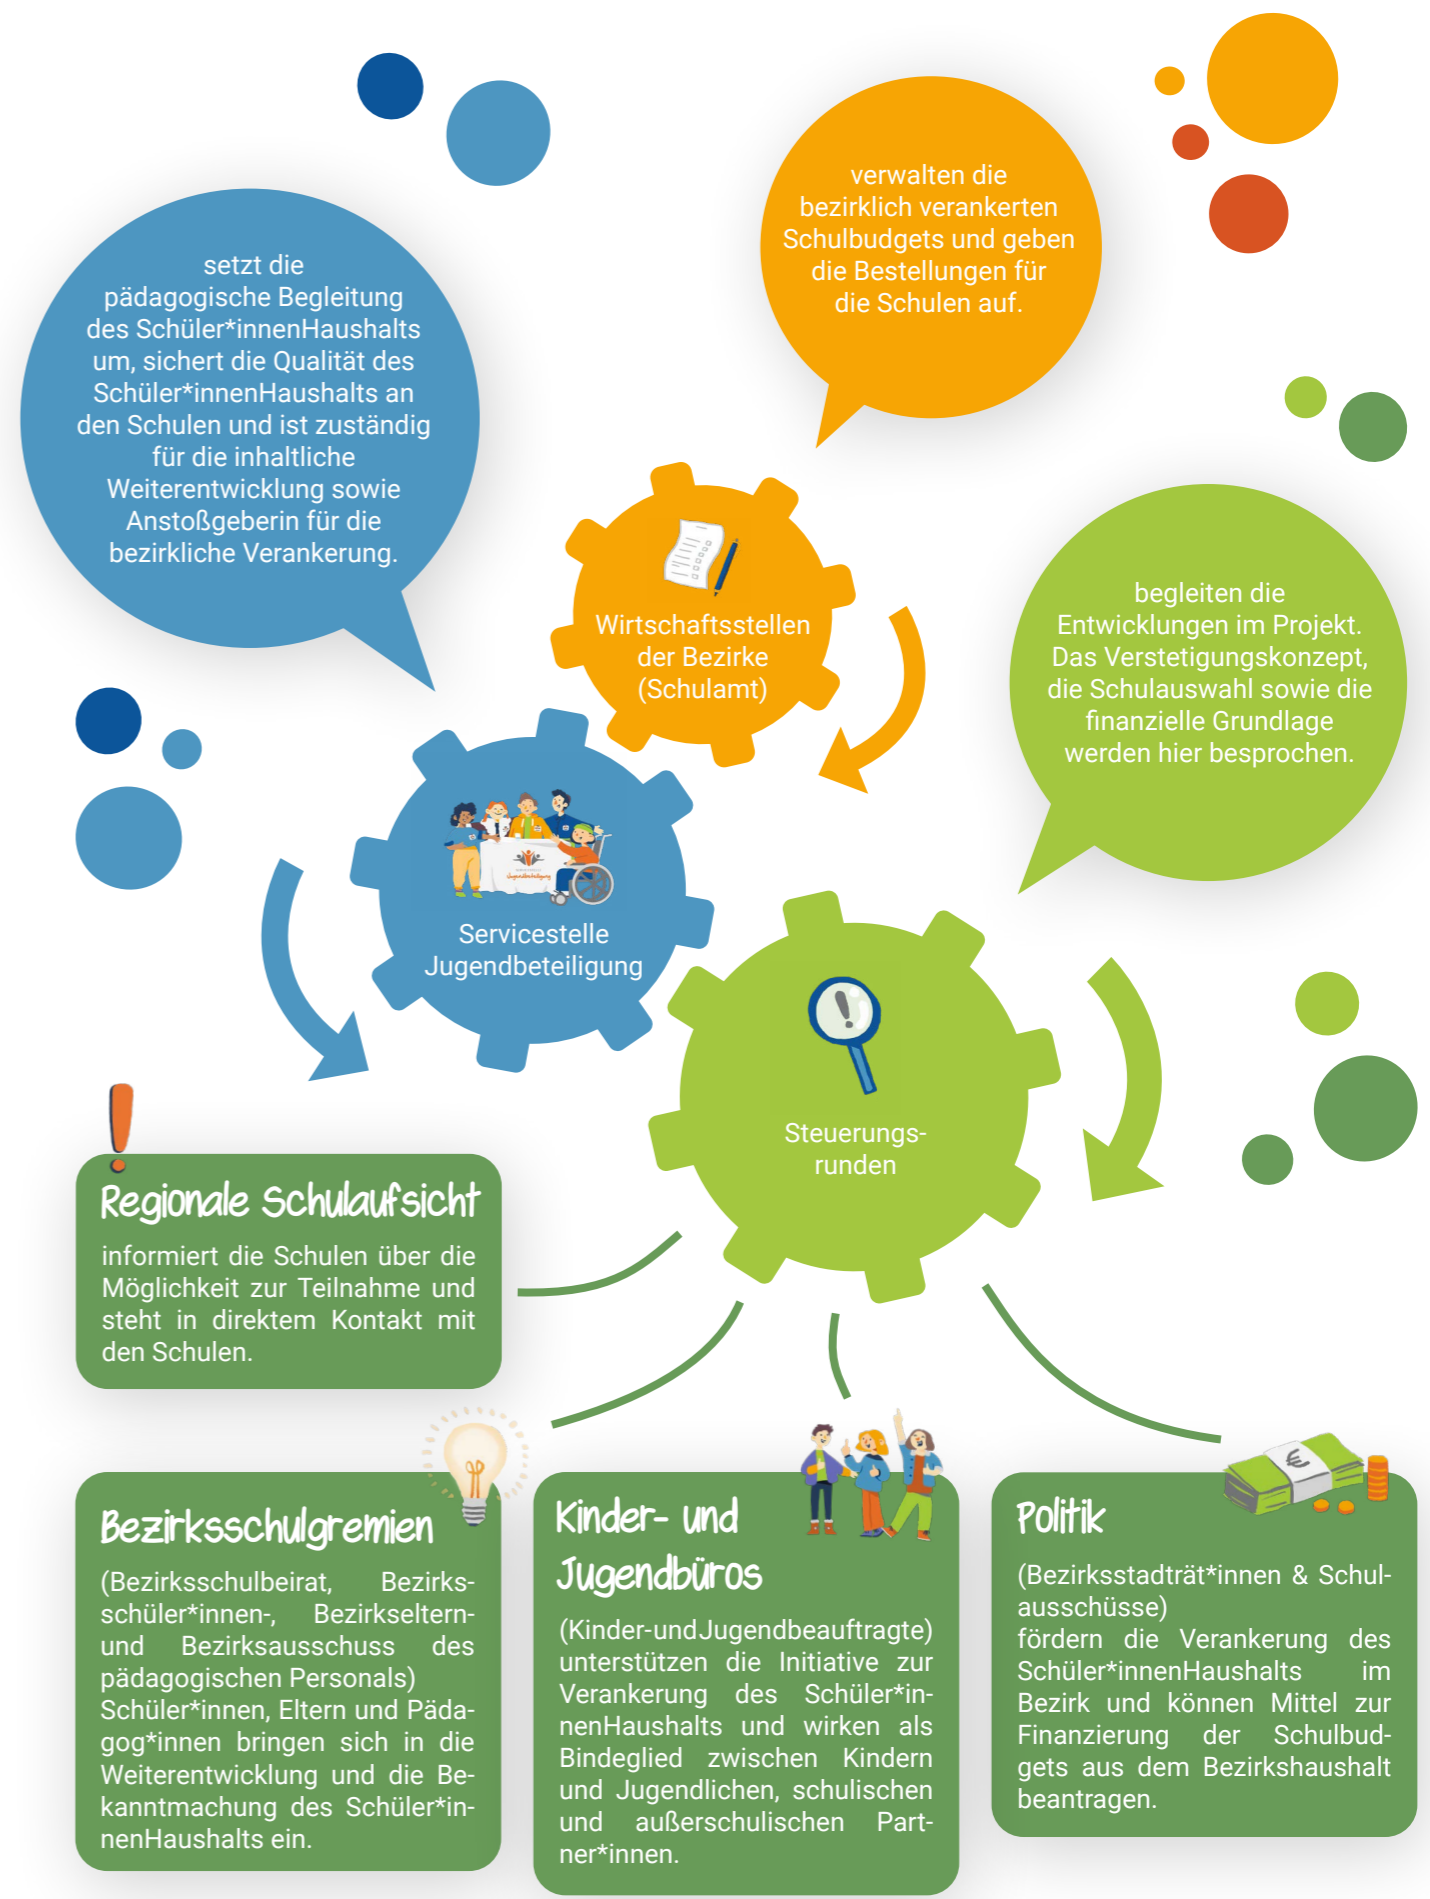 setzt die
pädagogische Begleitung
des Schüler*innenHaushalts
um, sichert die Qualität des
Schüler*innenHaushalts an
den Schulen und ist zuständig
für die inhaltliche
Weiterentwicklung sowie
Anstoßgeberin für die
bezirkliche Verankerung.
verwalten die
bezirklich verankerten
Schulbudgets und geben
die Bestellungen für
die Schulen auf.
begleiten die
Entwicklungen im Projekt.
Das Verstetigungskonzept,
die Schulauswahl sowie die
finanzielle Grundlage
werden hier besprochen.
Wirtschaftsstellen
der Bezirke
(Schulamt)
Jugendbeteiligung
Servicestelle
Jugendbeteiligung
Steuerungs-
runden
Regionale Schulaufsicht
informiert die Schulen über die
Möglichkeit zur Teilnahme und
steht in direktem Kontakt mit
den Schulen.
Bezirksschulgremien
(Bezirksschulbeirat, Bezirks-
schüler*innen-, Bezirkseltern-
und Bezirksausschuss des
pädagogischen Personals)
Schüler*innen, Eltern und Päda-
gog*innen bringen sich in die
Weiterentwicklung und die Be-
kanntmachung des Schüler*in-
nenHaushalts ein.
Kinder- und
Jugendbüros
(Kinder-und Jugendbeauftragte)
unterstützen die Initiative zur
Verankerung des Schüler*in-
nenHaushalts und wirken als
Bindeglied zwischen Kindern
und Jugendlichen, schulischen
und außerschulischen Part-
ner*innen.
Politik
(Bezirksstadträt*innen & Schul-
ausschüsse)
fördern die Verankerung des
Schüler*innenHaushalts im
Bezirk und können Mittel zur
Finanzierung der Schulbud-
gets aus dem Bezirkshaushalt
beantragen.